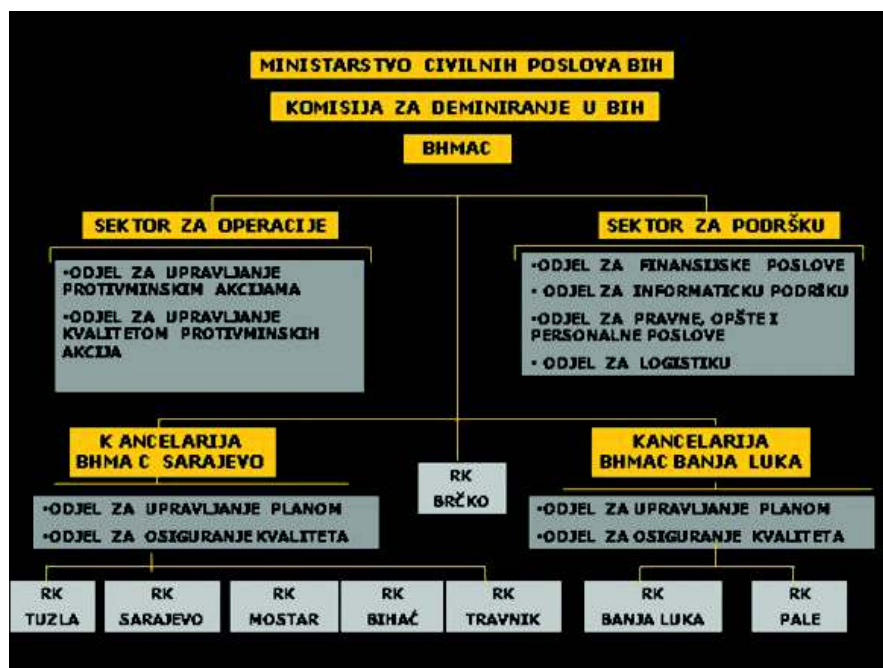 MINISTARSTVO CIVILNIH POSLOVA BIH
KOMISIJA ZA DEMINIRANJE U BIH
BHMAC
SEKTOR ZA OPERACIJE
•ODJEL ZA UPRAVLJANJE
PROTIVMINSKIM AKCIJAMA
•ODJEL ZA UPRAVLJANJE
KVALITETOM PROTIVMINSKIH
AKCIJA
SEKTOR ZA PODRŠKU
•ODJEL ZA FINANSIJSKE POSLOVE
• ODJEL ZA INFORMATICKU PODRŠKU
•ODJEL ZA PRAVNE, OPŠTE I
PERSONALNE POSLOVE
• ODJEL ZA LOGISTIKU
KANCELARIJA
BHMAC SARAJEVO
•ODJEL ZA UPRAVLJANJE PLANOM
•ODJEL ZA OSIGURANJE KVALITETA
RK
BRČKO
KANCELARIJA
BHMAC BANJA LUKA
•ODJEL ZA UPRAVLJANJE PLANOM
•ODJEL ZA OSIGURANJE KVALITETA
RK
TUZLA
RK
SARAJEVO
RK
MOSTAR
RK
BIHAĆ
RK
TRAVNIK
RK
BANJA LUKA
RK
PALE